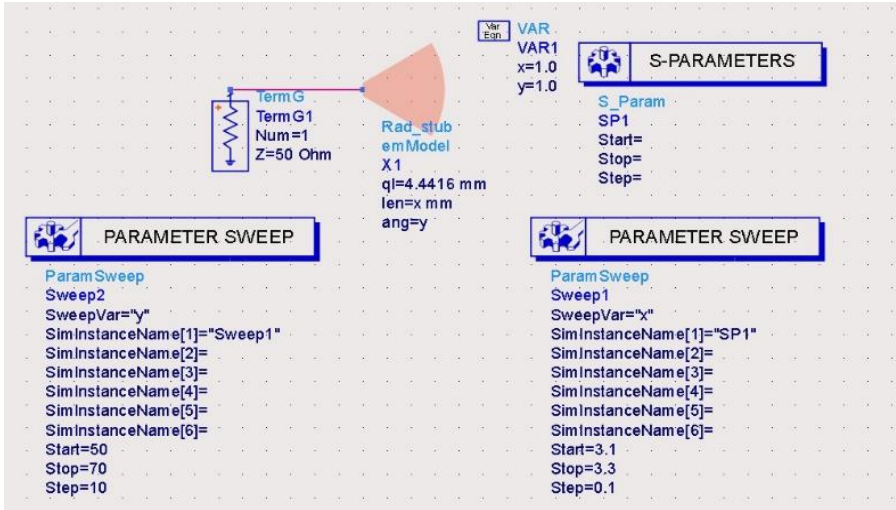 Var
Eqn
VAR
VAR1
x=1.0
y=1.0
S-PARAMETERS
S_Param
SP1
Start=
Stop=
Step=
TermG
TermG1
Num=1
Z=50 Ohm
Rad_stub
emModel
X1
ql=4.4416 mm
len=x mm
ang=y
PARAMETER SWEEP
ParamSweep
Sweep2
SweepVar="y"
SimInstanceName[1]="Sweep1"
SimInstanceName[2]=
SimInstanceName[3]=
SimInstanceName[4]=
SimInstanceName[5]=
SimInstanceName[6]=
Start=50
Stop=70
Step=10
PARAMETER SWEEP
ParamSweep
Sweep1
SweepVar="x"
SimInstanceName[1]="SP1"
SimInstanceName[2]=
SimInstanceName[3]=
SimInstanceName[4]=
SimInstanceName[5]=
SimInstanceName[6]=
Start=3.1
Stop=3.3
Step=0.1